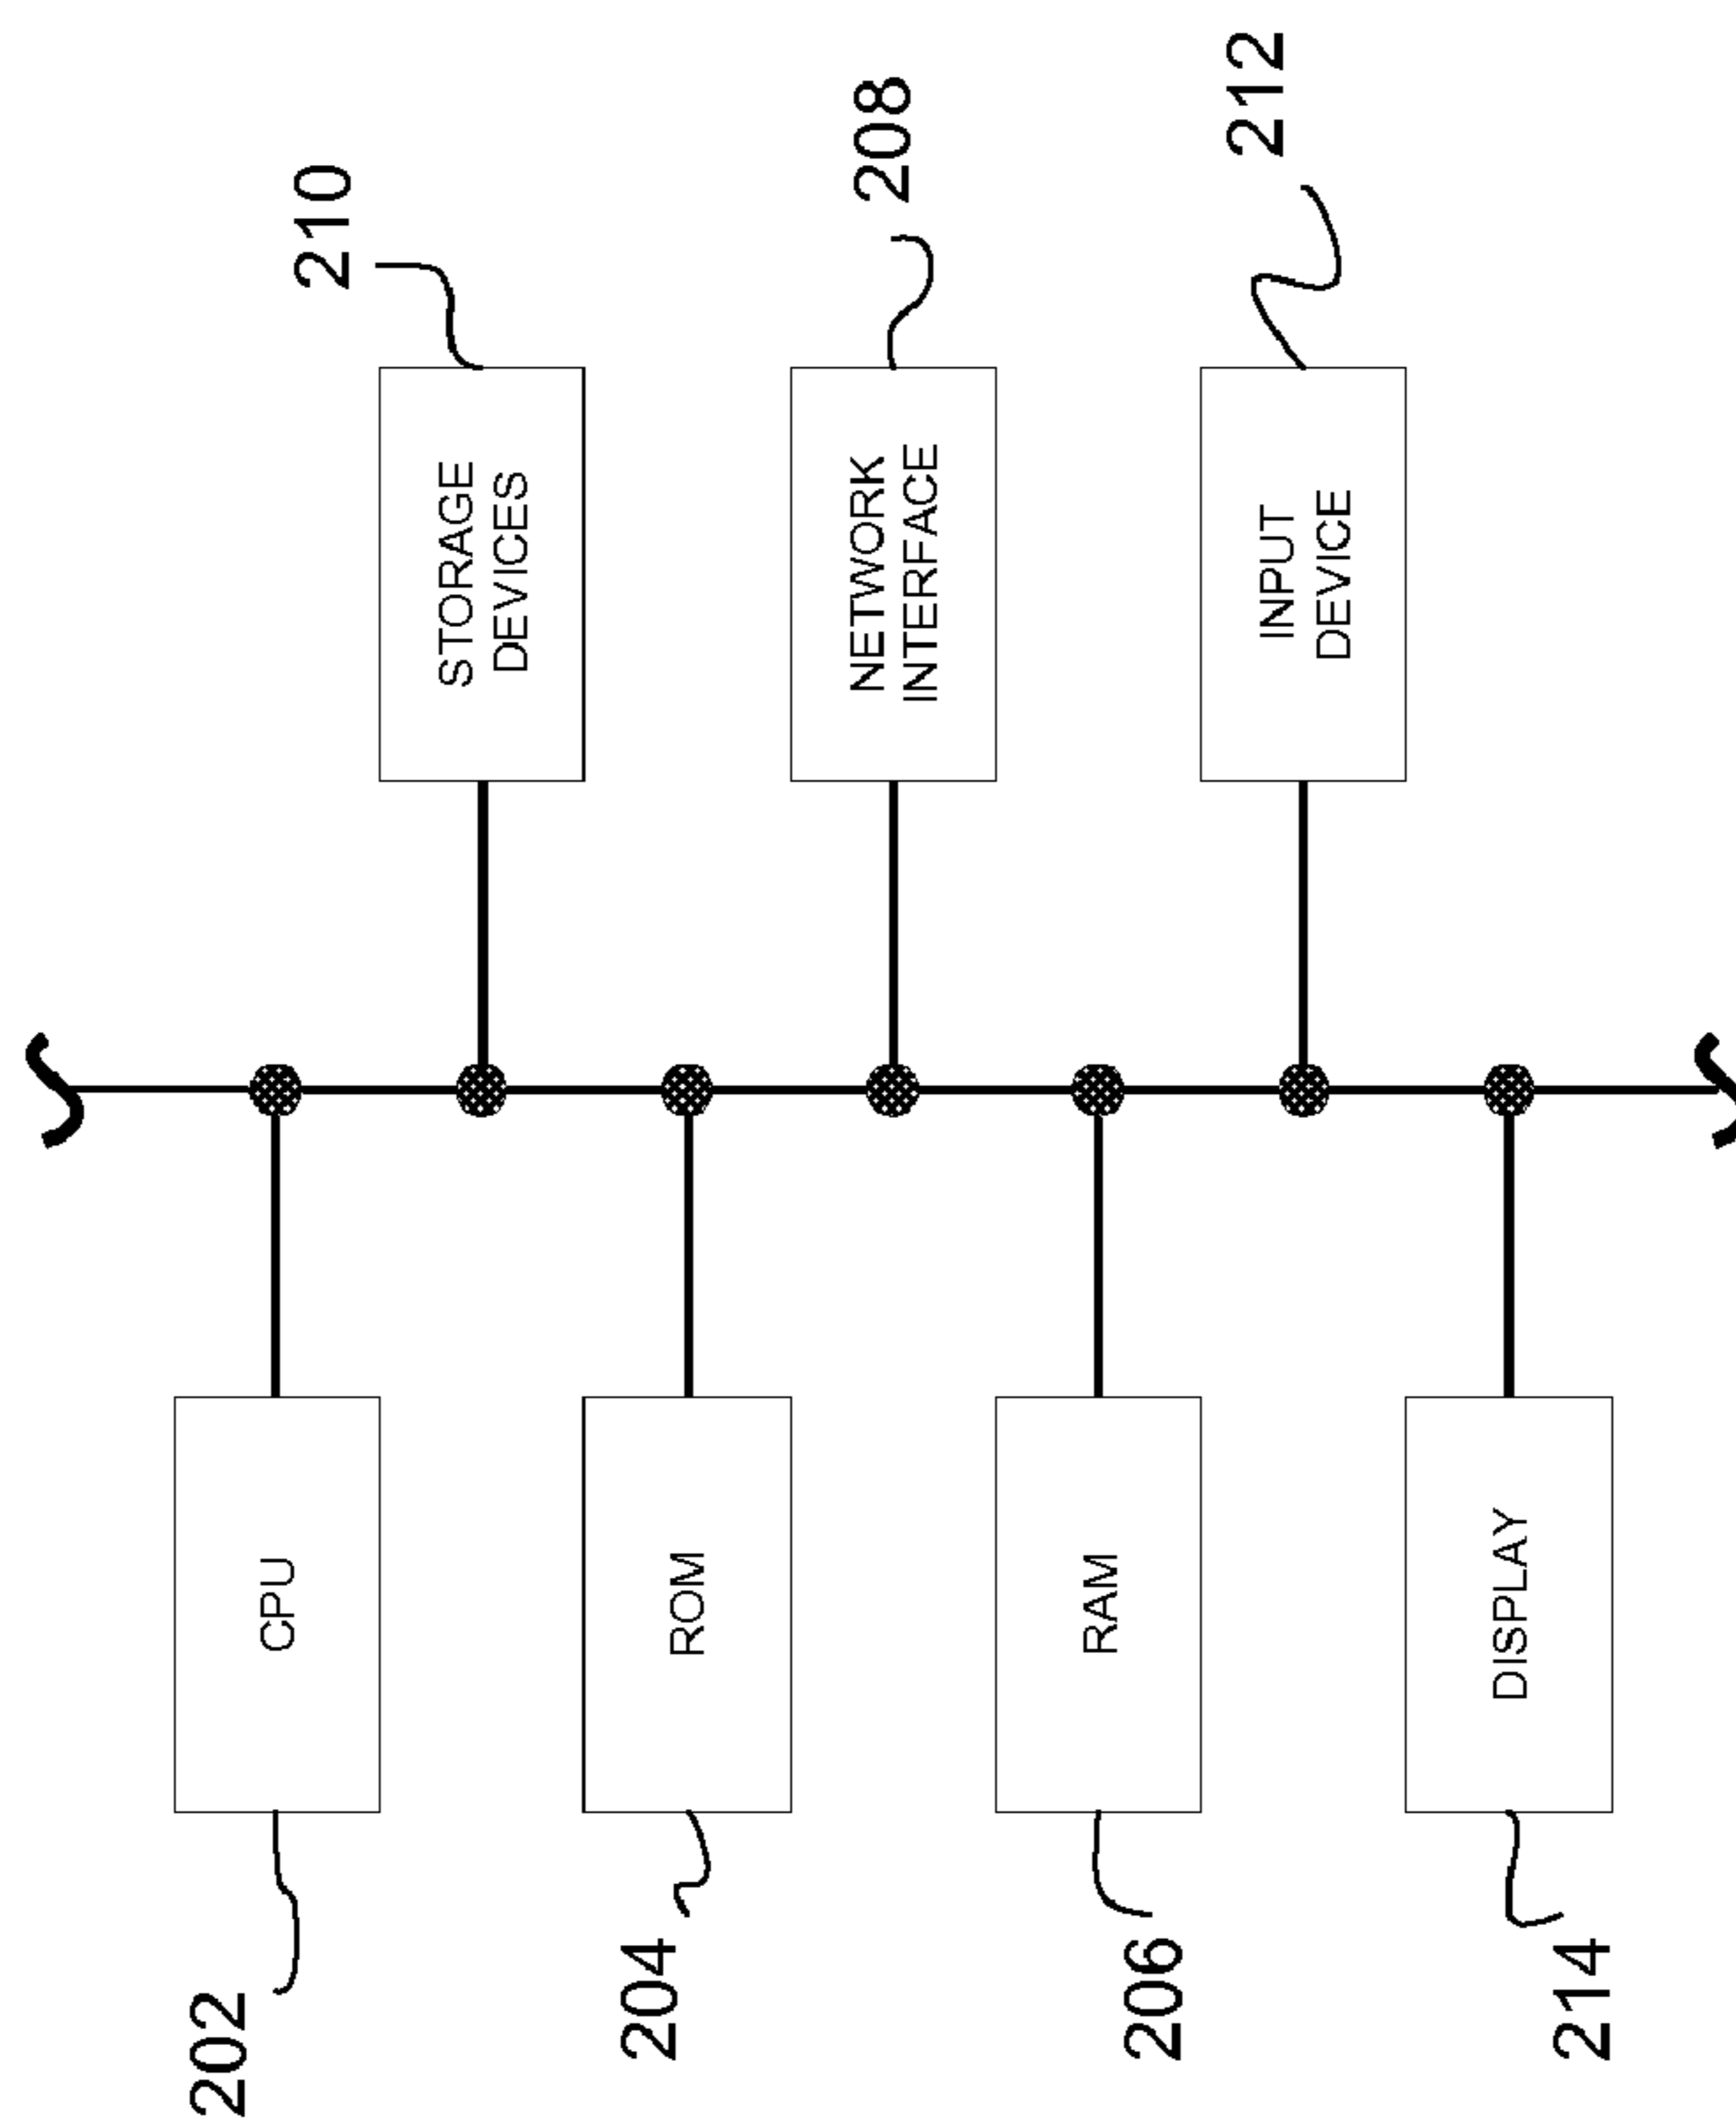 202
CPU
210
STORAGE
DEVICES
204
ROM
208
NETWORK
INTERFACE
206
RAM
212
INPUT
DEVICE
214
DISPLAY